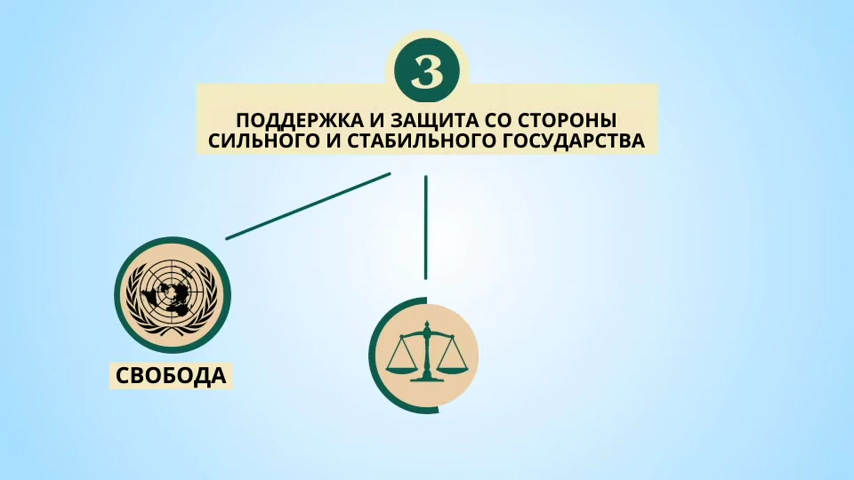 3
ПОДДЕРЖКА И ЗАЩИТА СО СТОРОНЫ
СИЛЬНОГО И СТАБИЛЬНОГО ГОСУДАРСТВА
СВОБОДА